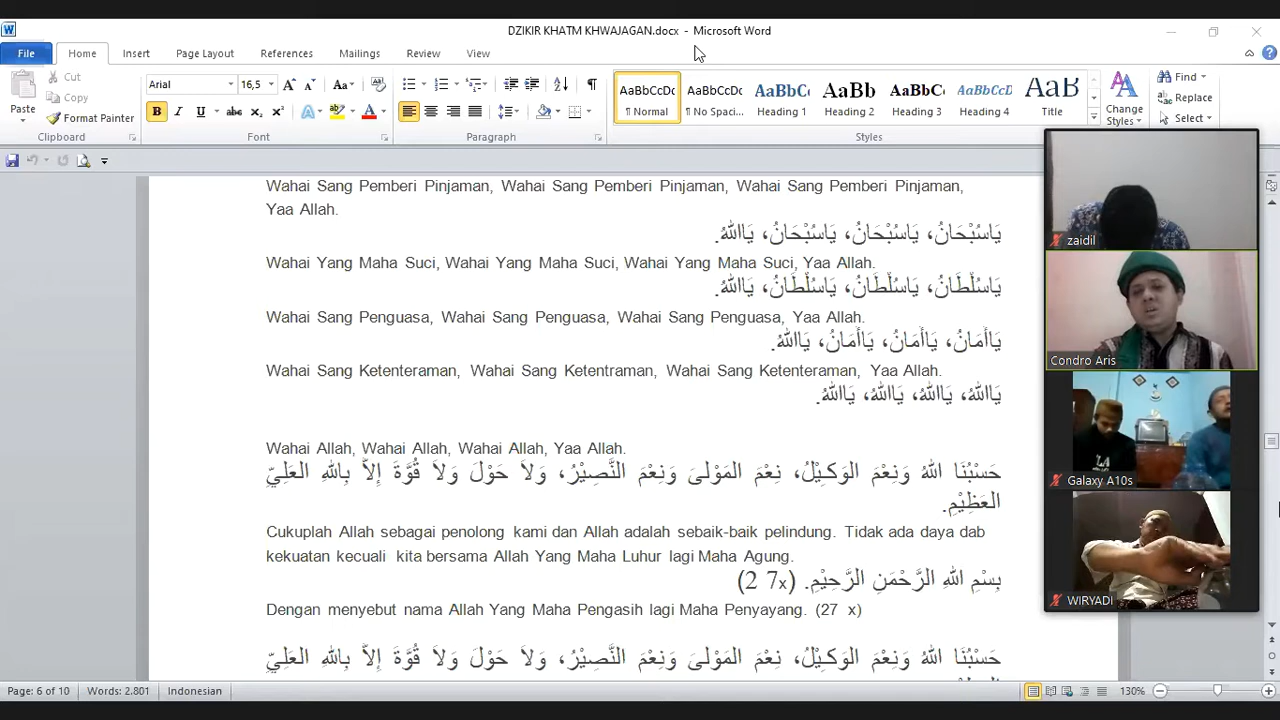 DZIKIR KHATM KHWAJAGAN.docx - Microsoft Word
File Home Insert Page Layout References Mailings Review View
Paste
Cut
Copy
Format Painter
Clipboard
Arial 16,5
Font
Paragraph
AaBbCcDc AaBbCcDc AaBbC AaBb AaBbC AaBbCcD AaB
¶ Normal ¶ No Spaci... Heading 1 Heading 2 Heading 3 Heading 4 Title
Styles
Change Styles
Find
Replace
Select
Wahai Sang Pemberi Pinjaman, Wahai Sang Pemberi Pinjaman, Wahai Sang Pemberi Pinjaman,
Yaa Allah.
يَاسُبْحَانُ، يَاسُبْحَانُ، يَاسُبْحَانُ، يَااللهُ.
Wahai Yang Maha Suci, Wahai Yang Maha Suci, Wahai Yang Maha Suci, Yaa Allah.
يَاسُلْطَانُ، يَاسُلْطَانُ، يَاسُلْطَانُ، يَااللهُ.
Wahai Sang Penguasa, Wahai Sang Penguasa, Wahai Sang Penguasa, Yaa Allah.
يَاأَمَانُ، يَاأَمَانُ، يَاأَمَانُ، يَااللهُ.
Wahai Sang Ketenteraman, Wahai Sang Ketentraman, Wahai Sang Ketenteraman, Yaa Allah.
يَااللهُ، يَااللهُ، يَااللهُ، يَااللهُ.
Wahai Allah, Wahai Allah, Wahai Allah, Yaa Allah.
حَسْبُنَا اللهُ وَنِعْمَ الوَكِيْلُ، نِعْمَ المَوْلىَ وَنِعْمَ النَّصِيْرُ، وَلاَ حَوْلَ وَلاَ قُوَّةَ إِلاَّ بِاللهِ العَلِيِّ
العَظِيْمِ.
Cukuplah Allah sebagai penolong kami dan Allah adalah sebaik-baik pelindung. Tidak ada daya dab
kekuatan kecuali kita bersama Allah Yang Maha Luhur lagi Maha Agung.
بِسْمِ اللهِ الرَّحْمَنِ الرَّحِيْمِ. (2 7x)
Dengan menyebut nama Allah Yang Maha Pengasih lagi Maha Penyayang. (27 x)
حَسْبُنَا اللهُ وَنِعْمَ الوَكِيْلُ، نِعْمَ المَوْلىَ وَنِعْمَ النَّصِيْرُ، وَلاَ حَوْلَ وَلاَ قُوَّةَ إِلاَّ بِاللهِ العَلِيِّ
zaidil
Condro Aris
Galaxy A10s
WIRYADI
Page: 6 of 10 Words: 2.801 Indonesian 130%